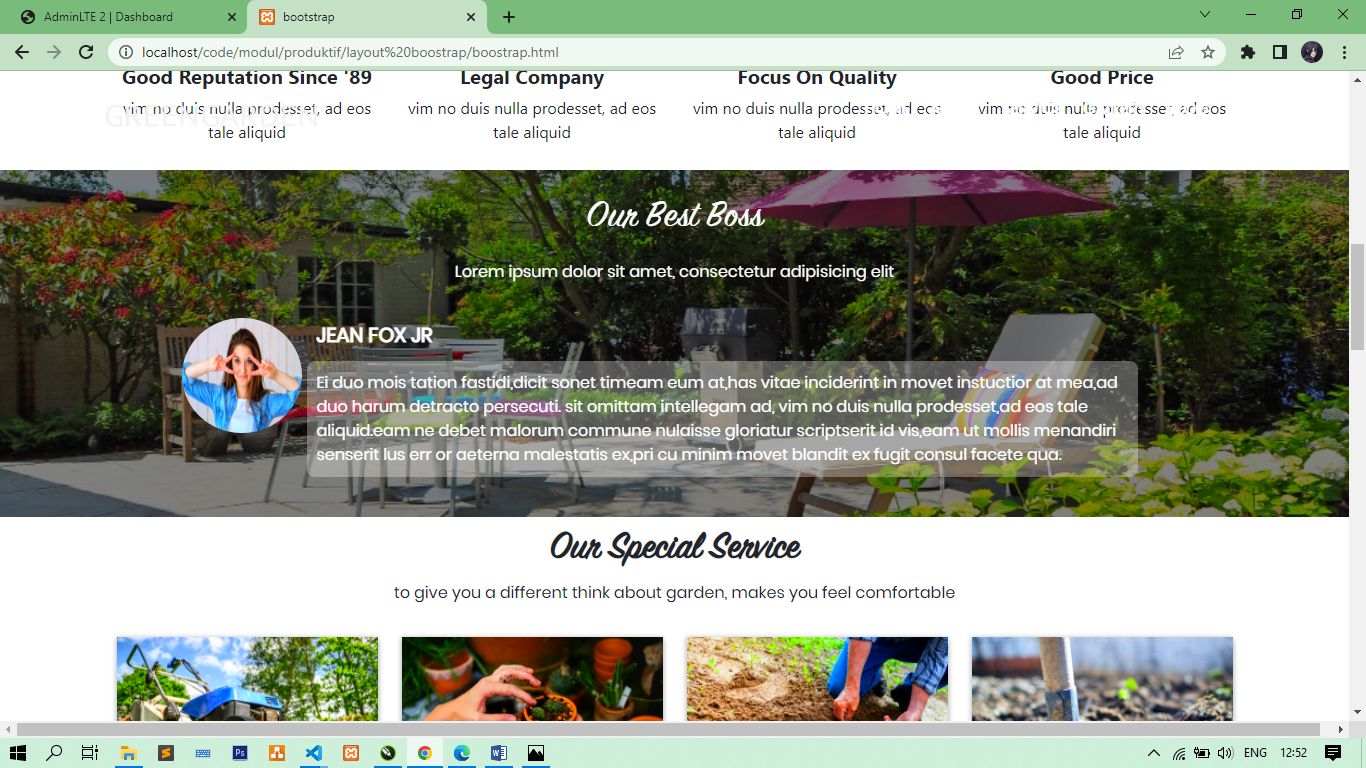 AdminLTE 2 | Dashboard
bootstrap
localhost/code/modul/produktif/layout%20boostrap/boostrap.html
Good Reputation Since '89
Legal Company
Focus On Quality
Good Price
GREENGARDEN
vim no duis nulla prodesset, ad eos
tale aliquid
vim no duis nulla prodesset, ad eos
tale aliquid
vim no duis nulla prodesset, ad eos
tale aliquid
vim no duis nulla prodesset, ad eos
tale aliquid
Our Best Boss
Lorem ipsum dolor sit amet, consectetur adipisicing elit
JEAN FOX JR
Ei duo mois tation fastidi,dicit sonet timeam eum at,has vitae inciderint in movet instuctior at mea,ad
duo harum detracto persecuti. sit omittam intellegam ad, vim no duis nulla prodesset,ad eos tale
aliquid.eam ne debet malorum commune nulaisse gloriatur scriptserit id vis,eam ut mollis menandiri
senserit lus err or aeterna malestatis ex,pri cu minim movet blandit ex fugit consul facete qua.
Our Special Service
to give you a different think about garden, makes you feel comfortable
ENG
12:52